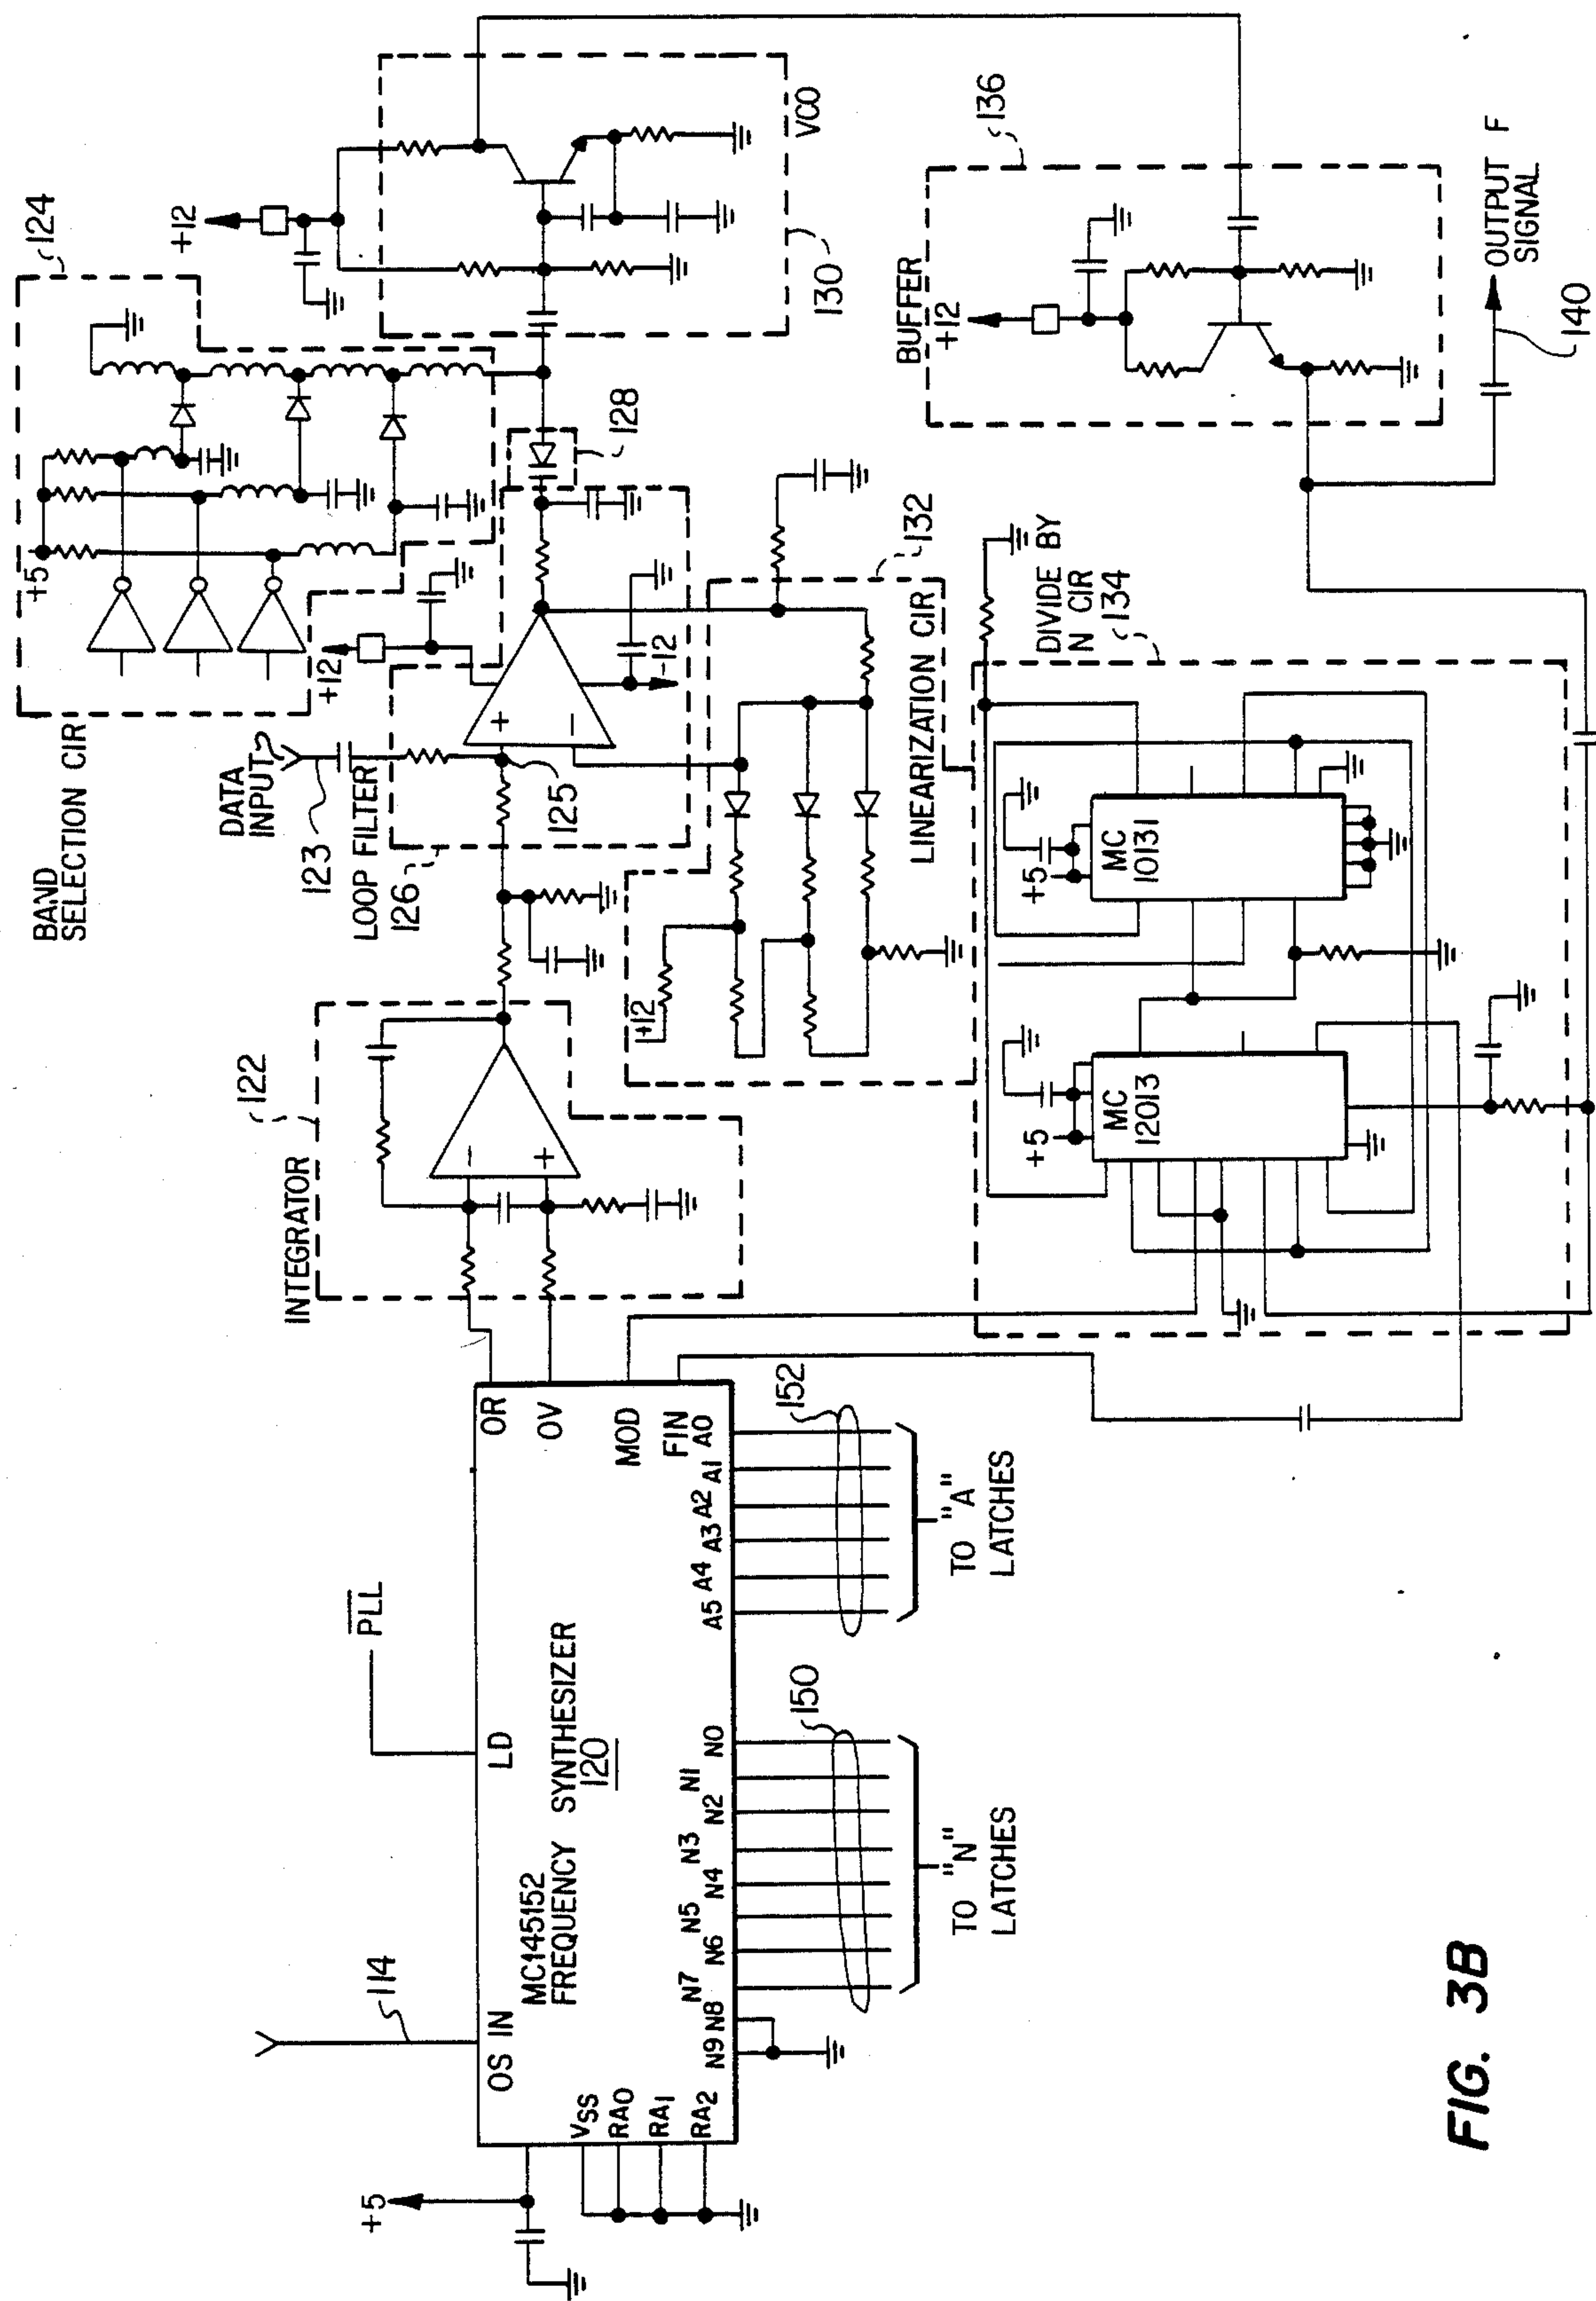 BAND
SELECTION CIR
124
+5
+12
DATA
INPUT
123
+12
LOOP FILTER
126
125
+
−
-12
128
130
VCO
INTEGRATOR
122
−
+
+12
LINEARIZATION CIR
132
BUFFER
+12
136
OUTPUT F
SIGNAL
140
DIVIDE BY
N CIR
134
+5
MC
10131
+5
MC
12013
PLL
114
+5
OS IN
LD
OR
OV
MOD
FIN
MC145152
FREQUENCY SYNTHESIZER
120
VSS
RA0
RA1
RA2
N9 N8 N7 N6 N5 N4 N3 N2 N1 N0
A5 A4 A3 A2 A1 A0
150
152
TO "N"
LATCHES
TO "A"
LATCHES
FIG. 3B